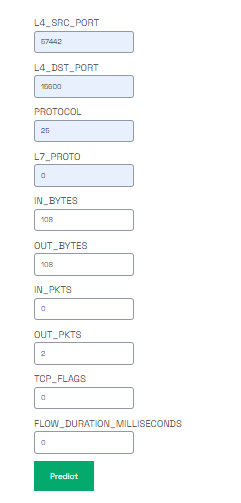 L4_SRC_PORT
57442
L4_DST_PORT
15600
PROTOCOL
25
L7_PROTO
0
IN_BYTES
108
OUT_BYTES
108
IN_PKTS
0
OUT_PKTS
2
TCP_FLAGS
0
FLOW_DURATION_MILLISECONDS
0
Predict